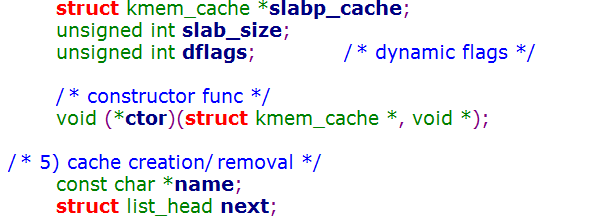 struct kmem_cache *slabp_cache;
unsigned int slab_size;
unsigned int dflags; /* dynamic flags */
/* constructor func */
void (*ctor)(struct kmem_cache *, void *);
/* 5) cache creation/removal */
const char *name;
struct list_head next;